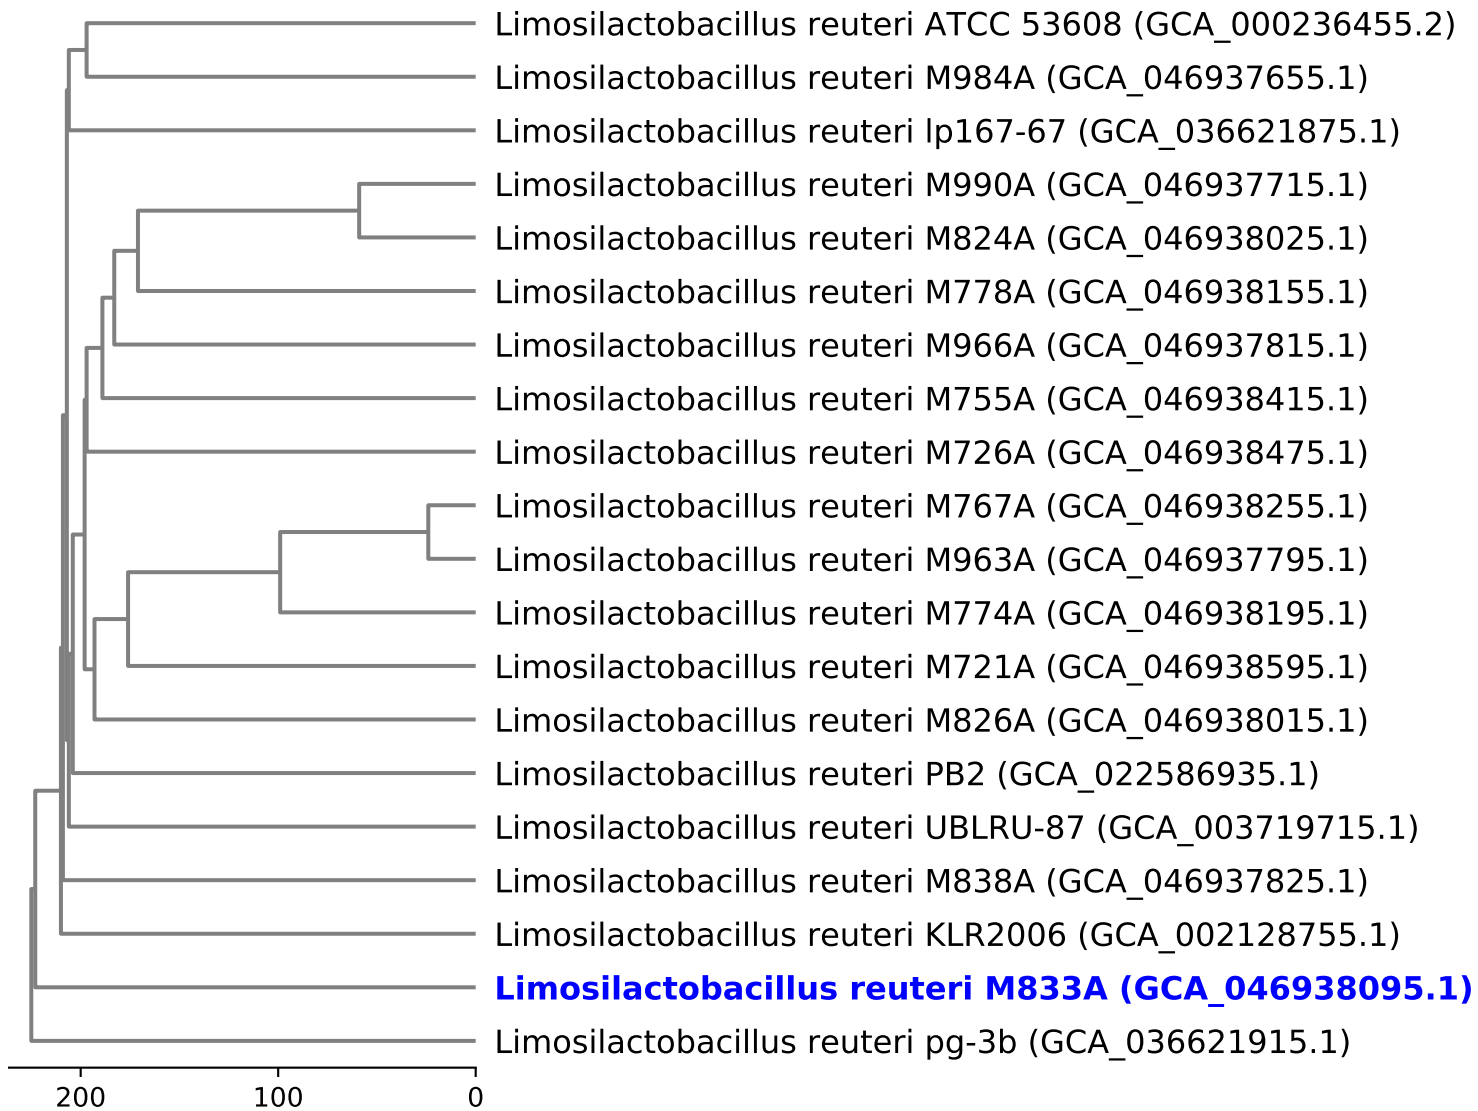 Limosilactobacillus reuteri ATCC 53608 (GCA_000236455.2)
Limosilactobacillus reuteri M984A (GCA_046937655.1)
Limosilactobacillus reuteri lp167-67 (GCA_036621875.1)
Limosilactobacillus reuteri M990A (GCA_046937715.1)
Limosilactobacillus reuteri M824A (GCA_046938025.1)
Limosilactobacillus reuteri M778A (GCA_046938155.1)
Limosilactobacillus reuteri M966A (GCA_046937815.1)
Limosilactobacillus reuteri M755A (GCA_046938415.1)
Limosilactobacillus reuteri M726A (GCA_046938475.1)
Limosilactobacillus reuteri M767A (GCA_046938255.1)
Limosilactobacillus reuteri M963A (GCA_046937795.1)
Limosilactobacillus reuteri M774A (GCA_046938195.1)
Limosilactobacillus reuteri M721A (GCA_046938595.1)
Limosilactobacillus reuteri M826A (GCA_046938015.1)
Limosilactobacillus reuteri PB2 (GCA_022586935.1)
Limosilactobacillus reuteri UBLRU-87 (GCA_003719715.1)
Limosilactobacillus reuteri M838A (GCA_046937825.1)
Limosilactobacillus reuteri KLR2006 (GCA_002128755.1)
Limosilactobacillus reuteri M833A (GCA_046938095.1)
Limosilactobacillus reuteri pg-3b (GCA_036621915.1)
200 100 0